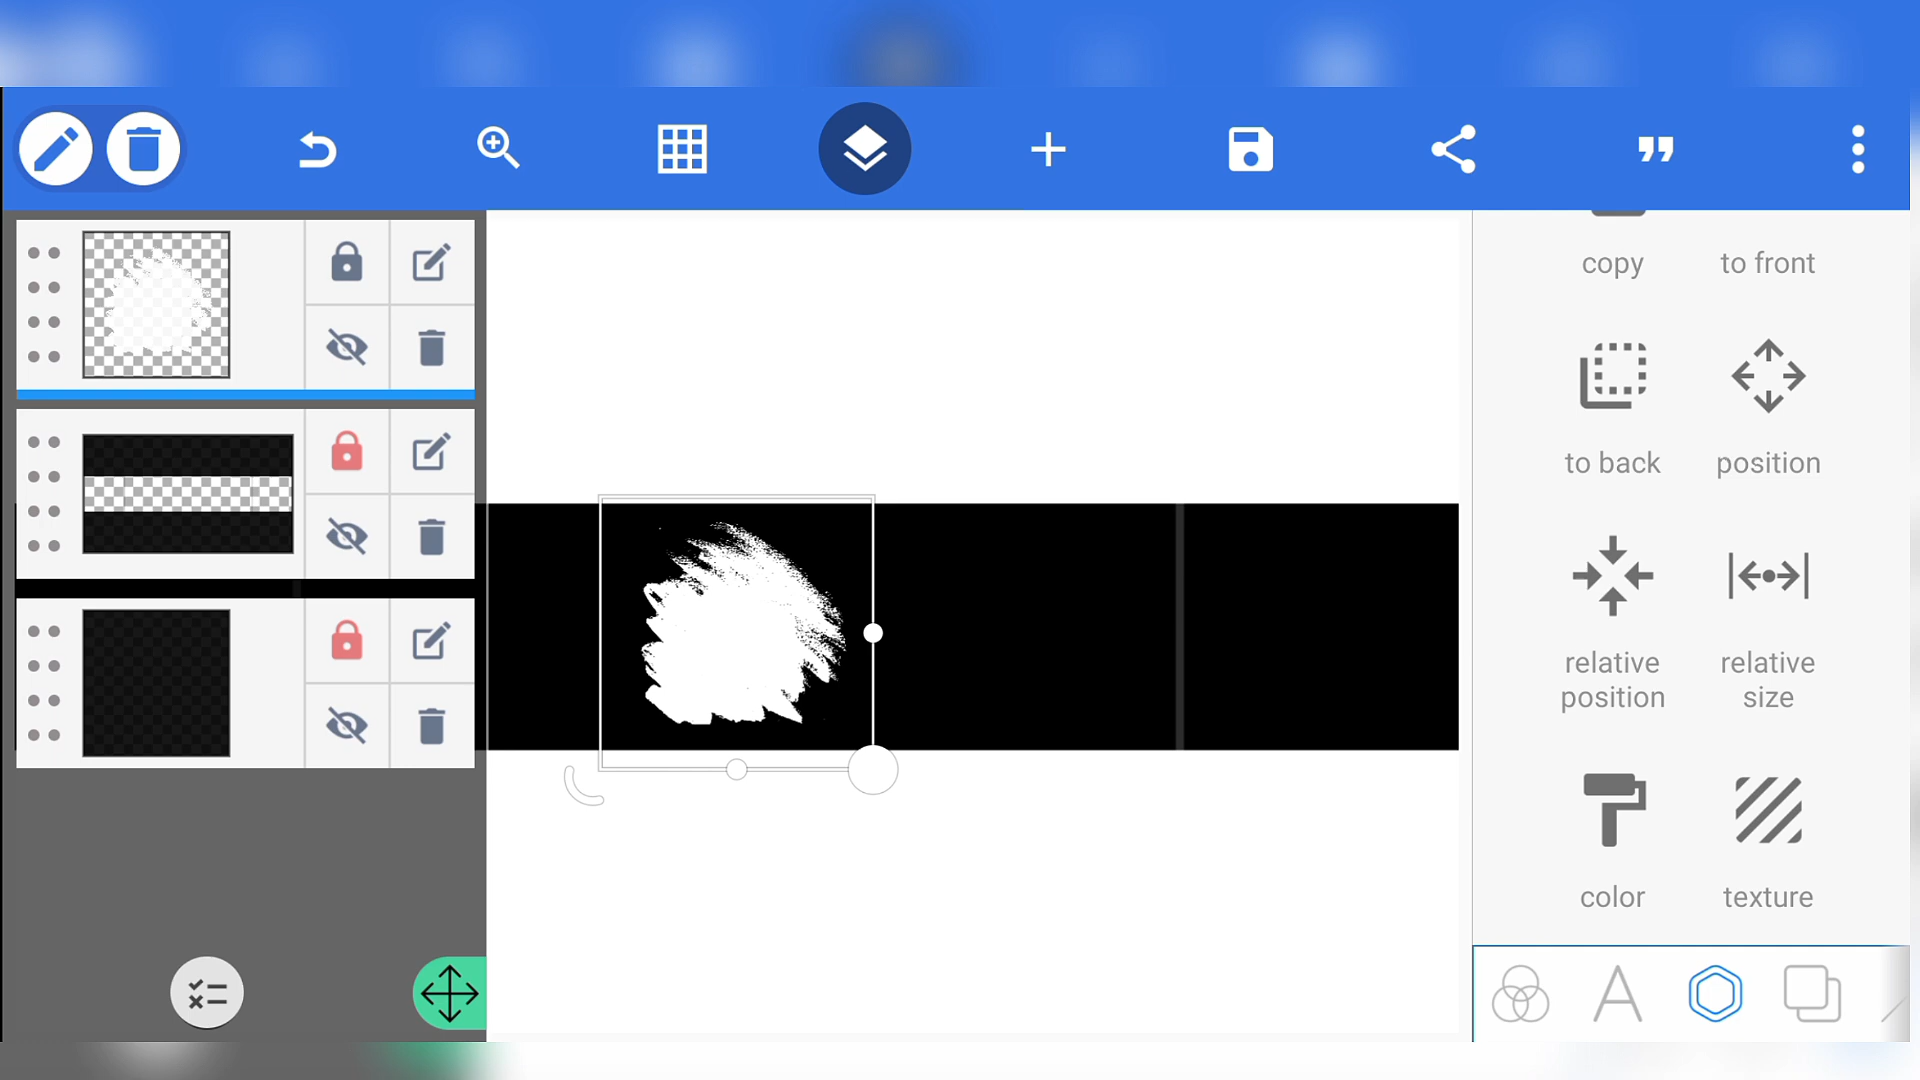 copy
to front
to back
position
relative
position
relative
size
color
texture